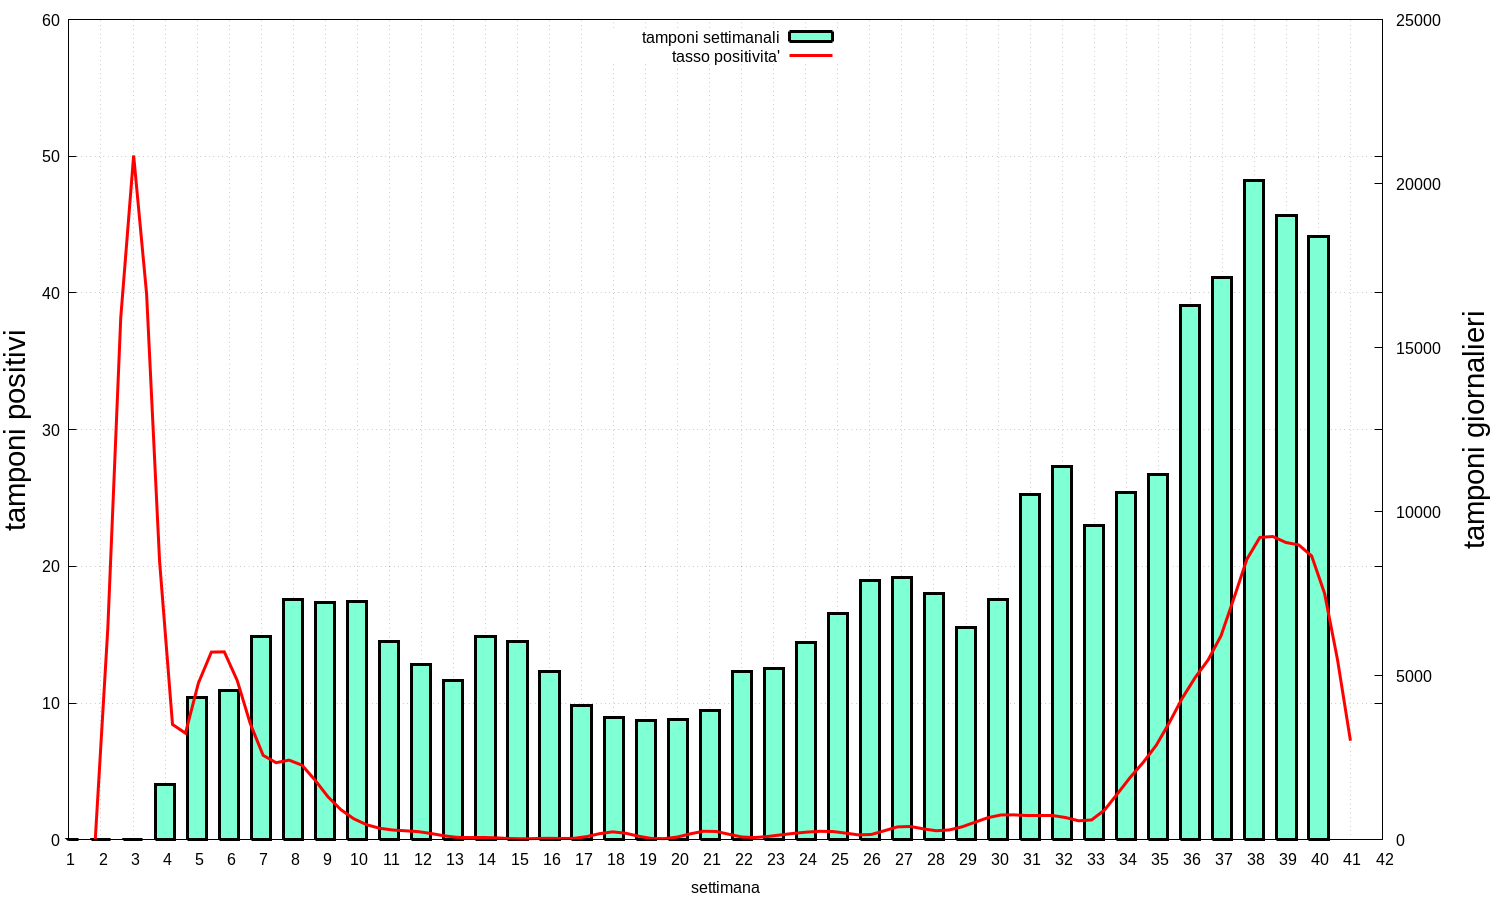 tamponi settimanali
tasso positivita'
60
50
40
30
20
10
0
tamponi positivi
25000
20000
15000
10000
5000
0
tamponi giornalieri
1 2 3 4 5 6 7 8 9 10 11 12 13 14 15 16 17 18 19 20 21 22 23 24 25 26 27 28 29 30 31 32 33 34 35 36 37 38 39 40 41 42
settimana